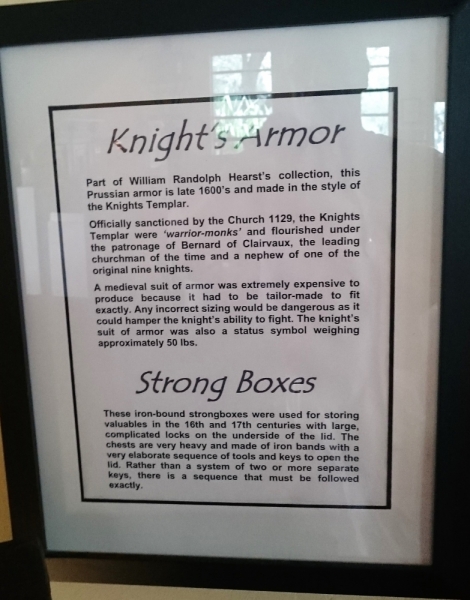 Knight's Armor
Part of William Randolph Hearst's collection, this
Prussian armor is late 1600's and made in the style of
the Knights Templar.
Officially sanctioned by the Church 1129, the Knights
Templar were 'warrior-monks' and flourished under
the patronage of Bernard of Clairvaux, the leading
churchman of the time and a nephew of one of the
original nine knights.
A medieval suit of armor was extremely expensive to
produce because it had to be tailor-made to fit
exactly. Any incorrect sizing would be dangerous as it
could hamper the knight's ability to fight. The knight's
suit of armor was also a status symbol weighing
approximately 50 lbs.
Strong Boxes
These iron-bound strongboxes were used for storing
valuables in the 16th and 17th centuries with large,
complicated locks on the underside of the lid. The
chests are very heavy and made of iron bands with a
very elaborate sequence of tools and keys to open the
lid. Rather than a system of two or more separate
keys, there is a sequence that must be followed
exactly.